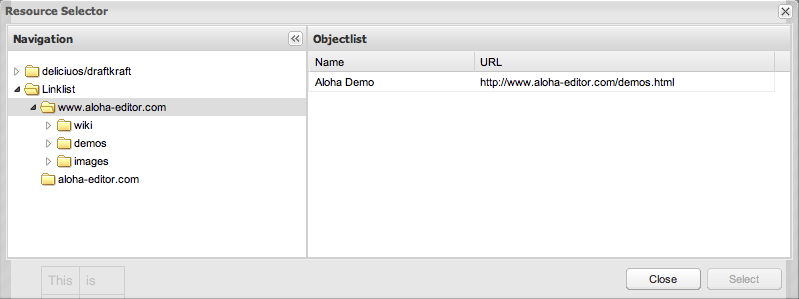 Resource Selector
Navigation
Objectlist
deliciuos/draftkraft
Linklist
www.aloha-editor.com
wiki
demos
images
aloha-editor.com
Name URL
Aloha Demo http://www.aloha-editor.com/demos.html
This is
Close Select